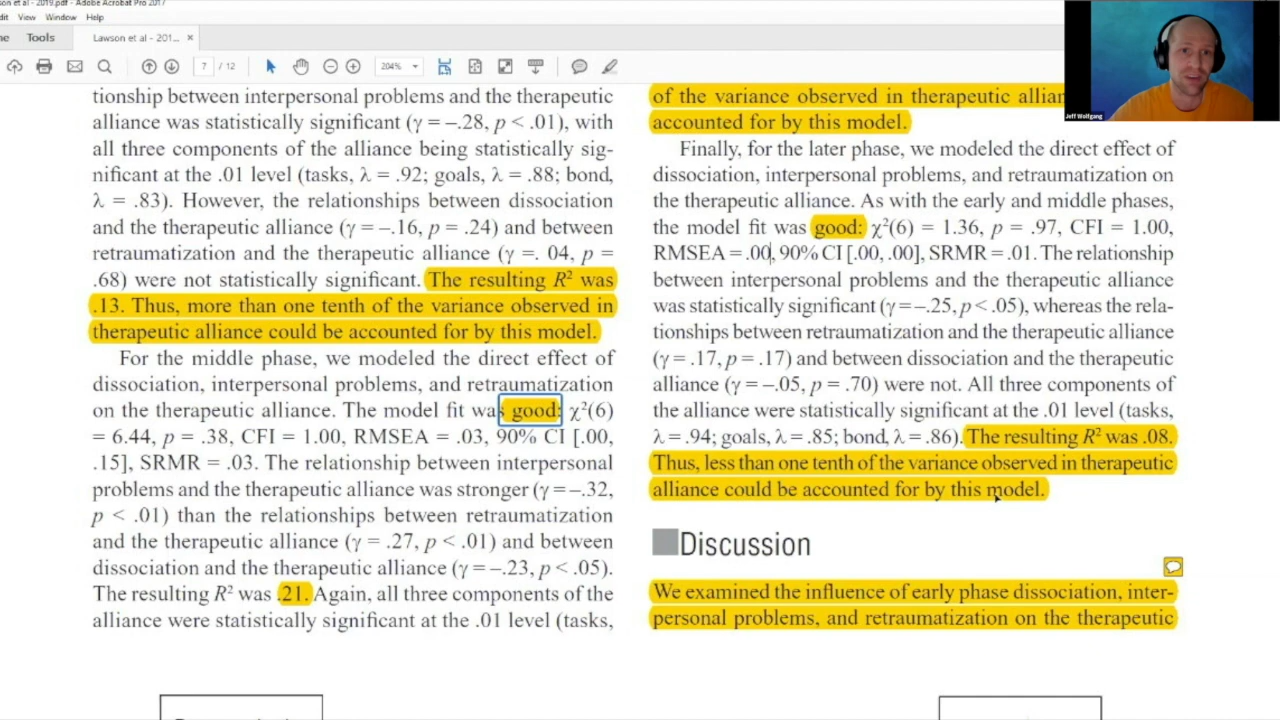 son et al - 2019.pdf - Adobe Acrobat Pro 2017
dit View Window Help
ne Tools Lawson et al - 201... ×
7 / 12 204%
Jeff Wolfgang
tionship between interpersonal problems and the therapeutic
alliance was statistically significant (γ = –.28, p < .01), with
all three components of the alliance being statistically sig-
nificant at the .01 level (tasks, λ = .92; goals, λ = .88; bond,
λ = .83). However, the relationships between dissociation
and the therapeutic alliance (γ = –.16, p = .24) and between
retraumatization and the therapeutic alliance (γ =. 04, p =
.68) were not statistically significant. The resulting R² was
.13. Thus, more than one tenth of the variance observed in
therapeutic alliance could be accounted for by this model.
For the middle phase, we modeled the direct effect of
dissociation, interpersonal problems, and retraumatization
on the therapeutic alliance. The model fit was good: χ²(6)
= 6.44, p = .38, CFI = 1.00, RMSEA = .03, 90% CI [.00,
.15], SRMR = .03. The relationship between interpersonal
problems and the therapeutic alliance was stronger (γ = –.32,
p < .01) than the relationships between retraumatization
and the therapeutic alliance (γ = .27, p < .01) and between
dissociation and the therapeutic alliance (γ = –.23, p < .05).
The resulting R² was .21. Again, all three components of the
alliance were statistically significant at the .01 level (tasks,
of the variance observed in therapeutic allian
accounted for by this model.
Finally, for the later phase, we modeled the direct effect of
dissociation, interpersonal problems, and retraumatization on
the therapeutic alliance. As with the early and middle phases,
the model fit was good: χ²(6) = 1.36, p = .97, CFI = 1.00,
RMSEA = .00, 90% CI [.00, .00], SRMR = .01. The relationship
between interpersonal problems and the therapeutic alliance
was statistically significant (γ = –.25, p < .05), whereas the rela-
tionships between retraumatization and the therapeutic alliance
(γ = .17, p = .17) and between dissociation and the therapeutic
alliance (γ = –.05, p = .70) were not. All three components of
the alliance were statistically significant at the .01 level (tasks,
λ = .94; goals, λ = .85; bond, λ = .86). The resulting R² was .08.
Thus, less than one tenth of the variance observed in therapeutic
alliance could be accounted for by this model.
Discussion
We examined the influence of early phase dissociation, inter-
personal problems, and retraumatization on the therapeutic